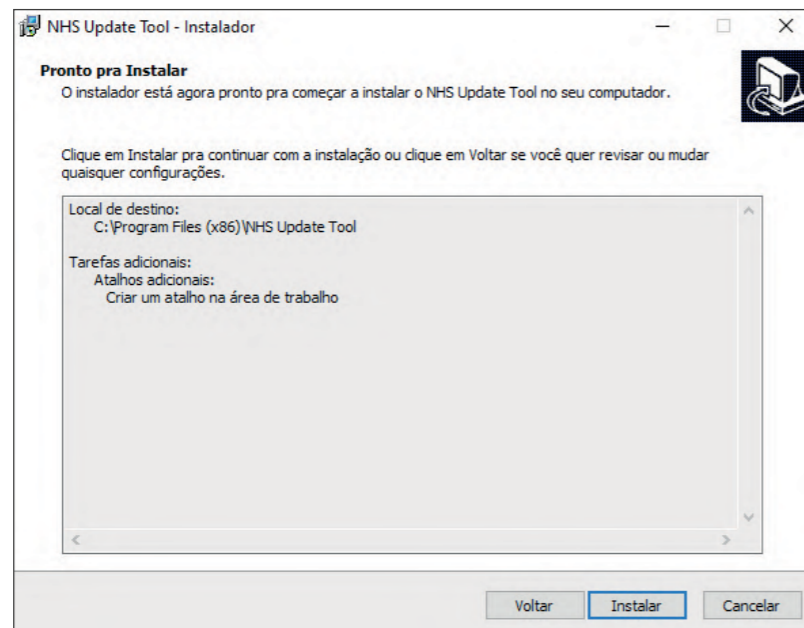 NHS Update Tool - Instalador
Pronto pra Instalar
O instalador está agora pronto pra começar a instalar o NHS Update Tool no seu computador.
Clique em Instalar pra continuar com a instalação ou clique em Voltar se você quer revisar ou mudar
quaisquer configurações.
Local de destino:
C:\Program Files (x86)\NHS Update Tool
Tarefas adicionais:
Atalhos adicionais:
Criar um atalho na área de trabalho
Voltar Instalar Cancelar